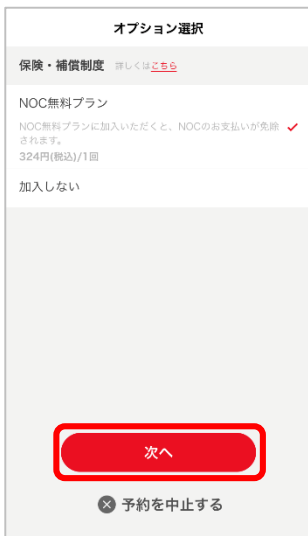 オプション選択
保険・補償制度 詳しくはこちら
NOC無料プラン
NOC無料プランに加入いただくと、NOCのお支払いが免除
されます。
324円(税込)/1回
加入しない
次へ
予約を中止する